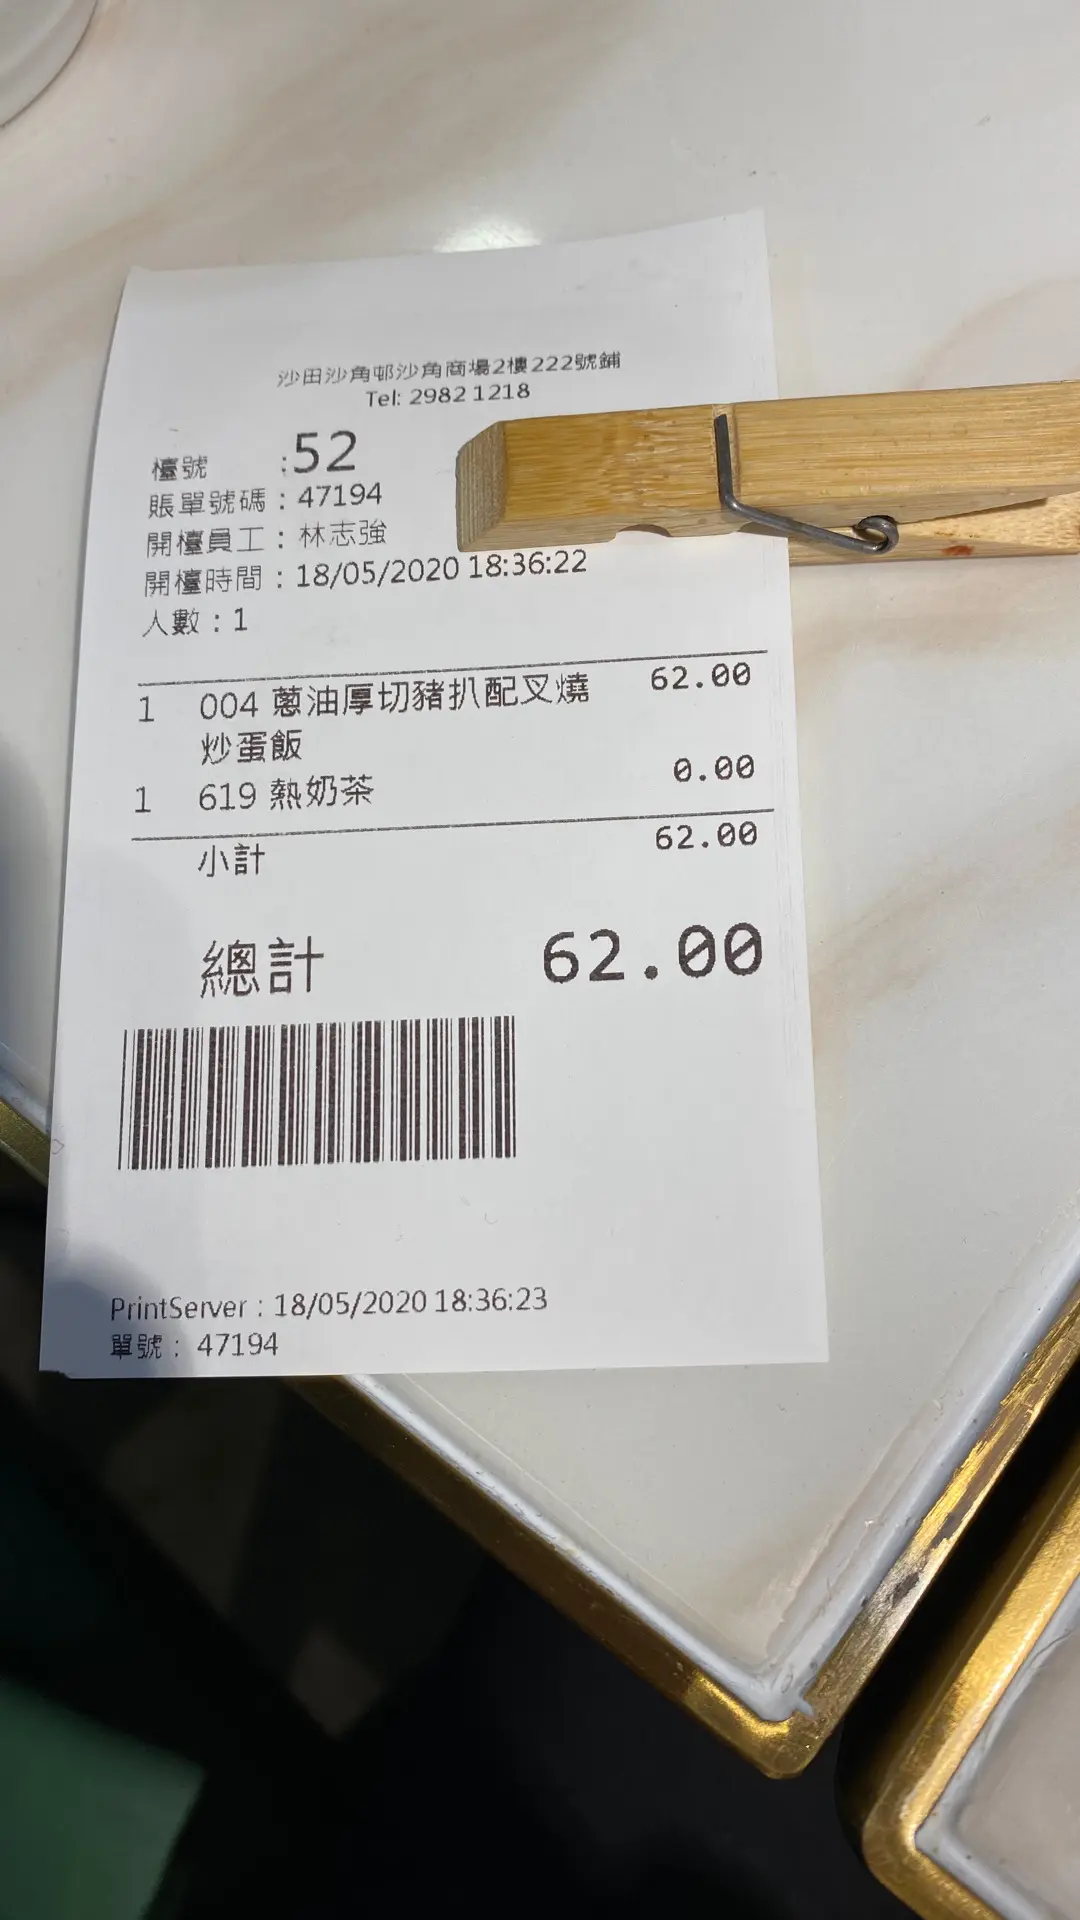 沙田沙角邨沙角商場2樓222號鋪
Tel: 2982 1218
檯號 :52
賬單號碼 : 47194
開檯員工 : 林志強
開檯時間 : 18/05/2020 18:36:22
人數 : 1
1 004 蔥油厚切豬扒配叉燒 62.00
炒蛋飯
1 619 熱奶茶 0.00
小計 62.00
總計 62.00
PrintServer : 18/05/2020 18:36:23
單號 : 47194